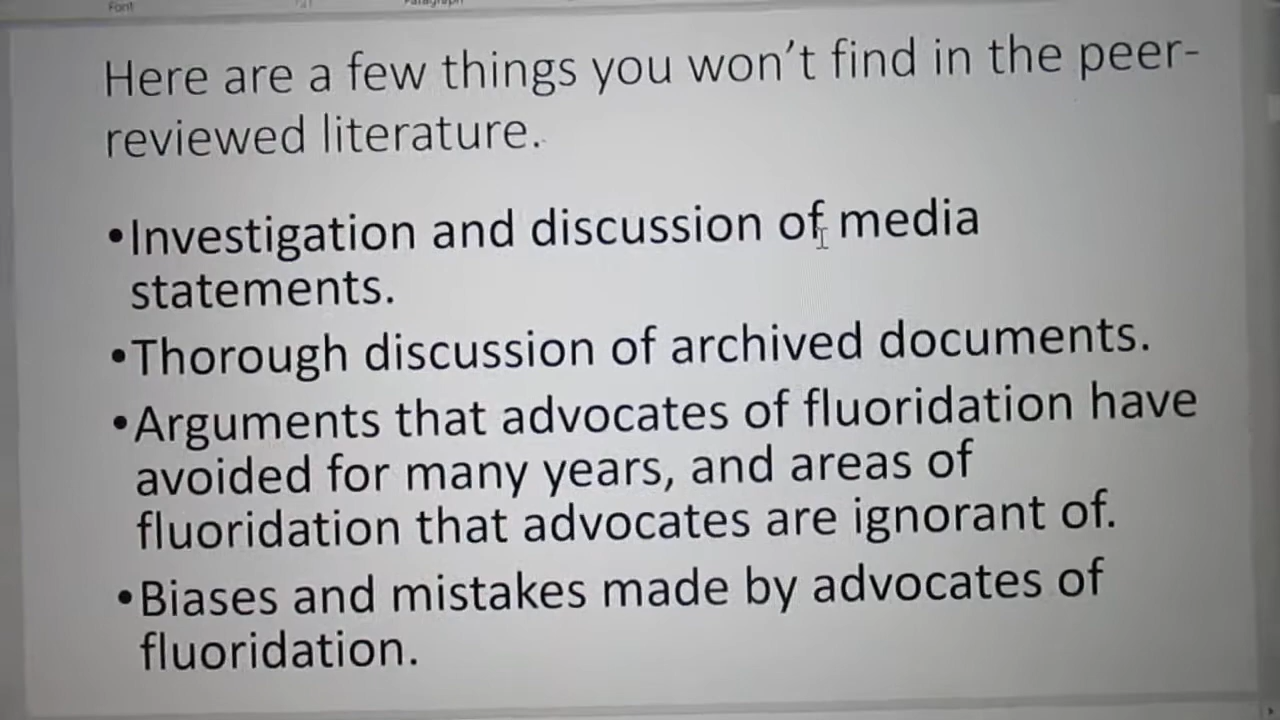 Font
Paragraph
Here are a few things you won't find in the peer-
reviewed literature.
•Investigation and discussion of media
statements.
•Thorough discussion of archived documents.
•Arguments that advocates of fluoridation have
avoided for many years, and areas of
fluoridation that advocates are ignorant of.
•Biases and mistakes made by advocates of
fluoridation.